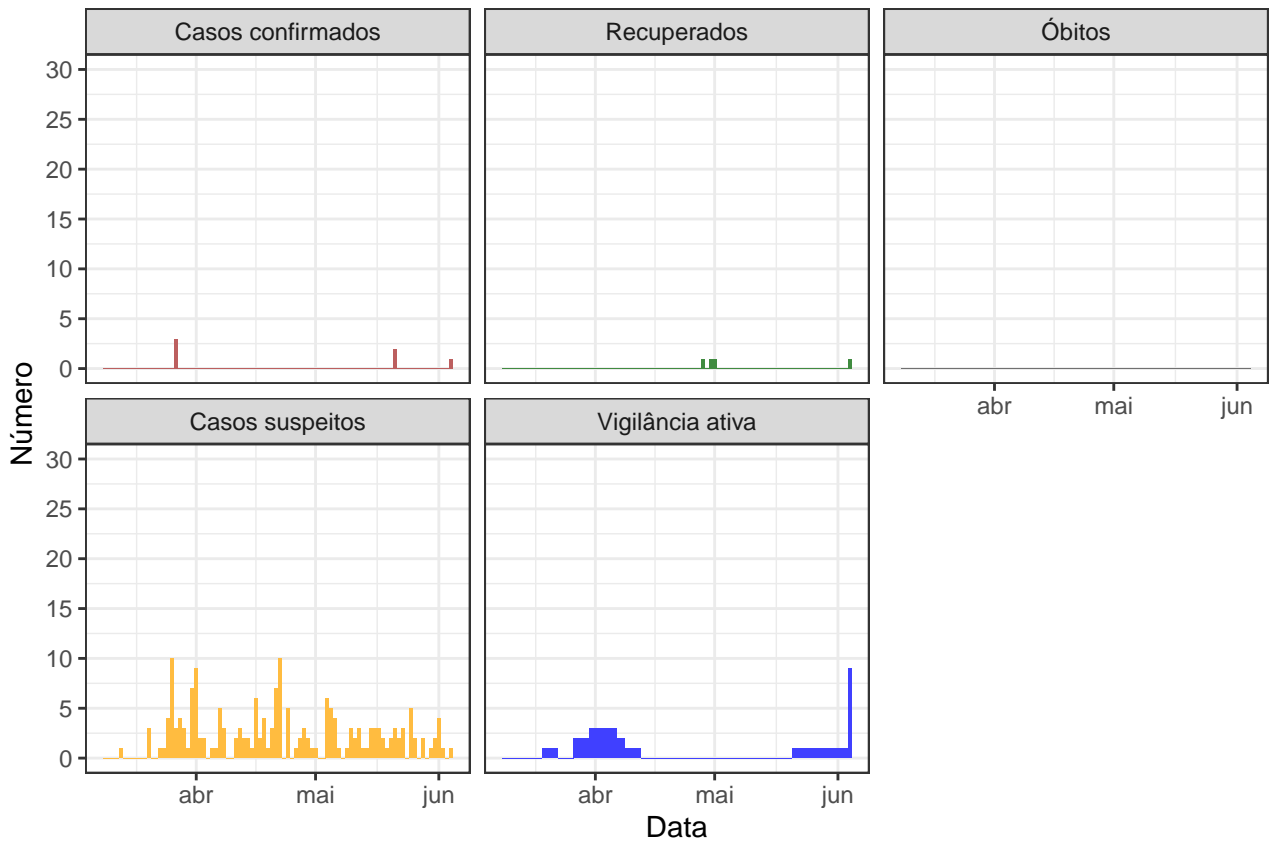 Casos confirmados
Recuperados
Óbitos
30
25
20
15
10
5
0
abr mai jun
Número
Casos suspeitos
Vigilância ativa
30
25
20
15
10
5
0
abr mai jun
abr mai jun
Data